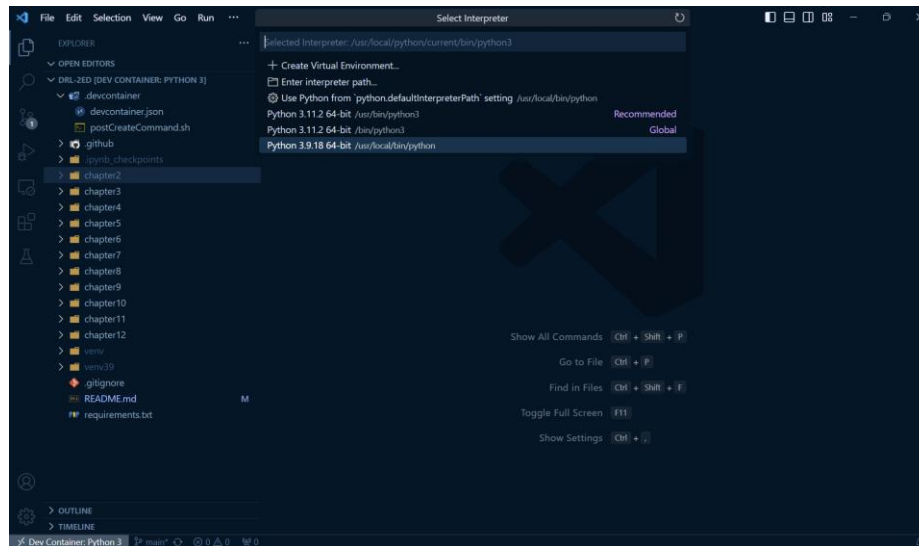 File Edit Selection View Go Run ···
Select Interpreter
EXPLORER ···
OPEN EDITORS
DRL-2ED [DEV CONTAINER: PYTHON 3]
.devcontainer
devcontainer.json
postCreateCommand.sh
.github
.ipynb_checkpoints
chapter2
chapter3
chapter4
chapter5
chapter6
chapter7
chapter8
chapter9
chapter10
chapter11
chapter12
venv
venv39
.gitignore
README.md M
requirements.txt
OUTLINE
TIMELINE
Selected Interpreter: /usr/local/python/current/bin/python3
+ Create Virtual Environment...
Enter interpreter path...
Use Python from `python.defaultInterpreterPath` setting /usr/local/bin/python
Python 3.11.2 64-bit /usr/bin/python3 Recommended
Python 3.11.2 64-bit /bin/python3 Global
Python 3.9.18 64-bit /usr/local/bin/python
Show All Commands Ctrl + Shift + P
Go to File Ctrl + P
Find in Files Ctrl + Shift + F
Toggle Full Screen F11
Show Settings Ctrl + ,
1
Dev Container: Python 3 main* 0 0 0